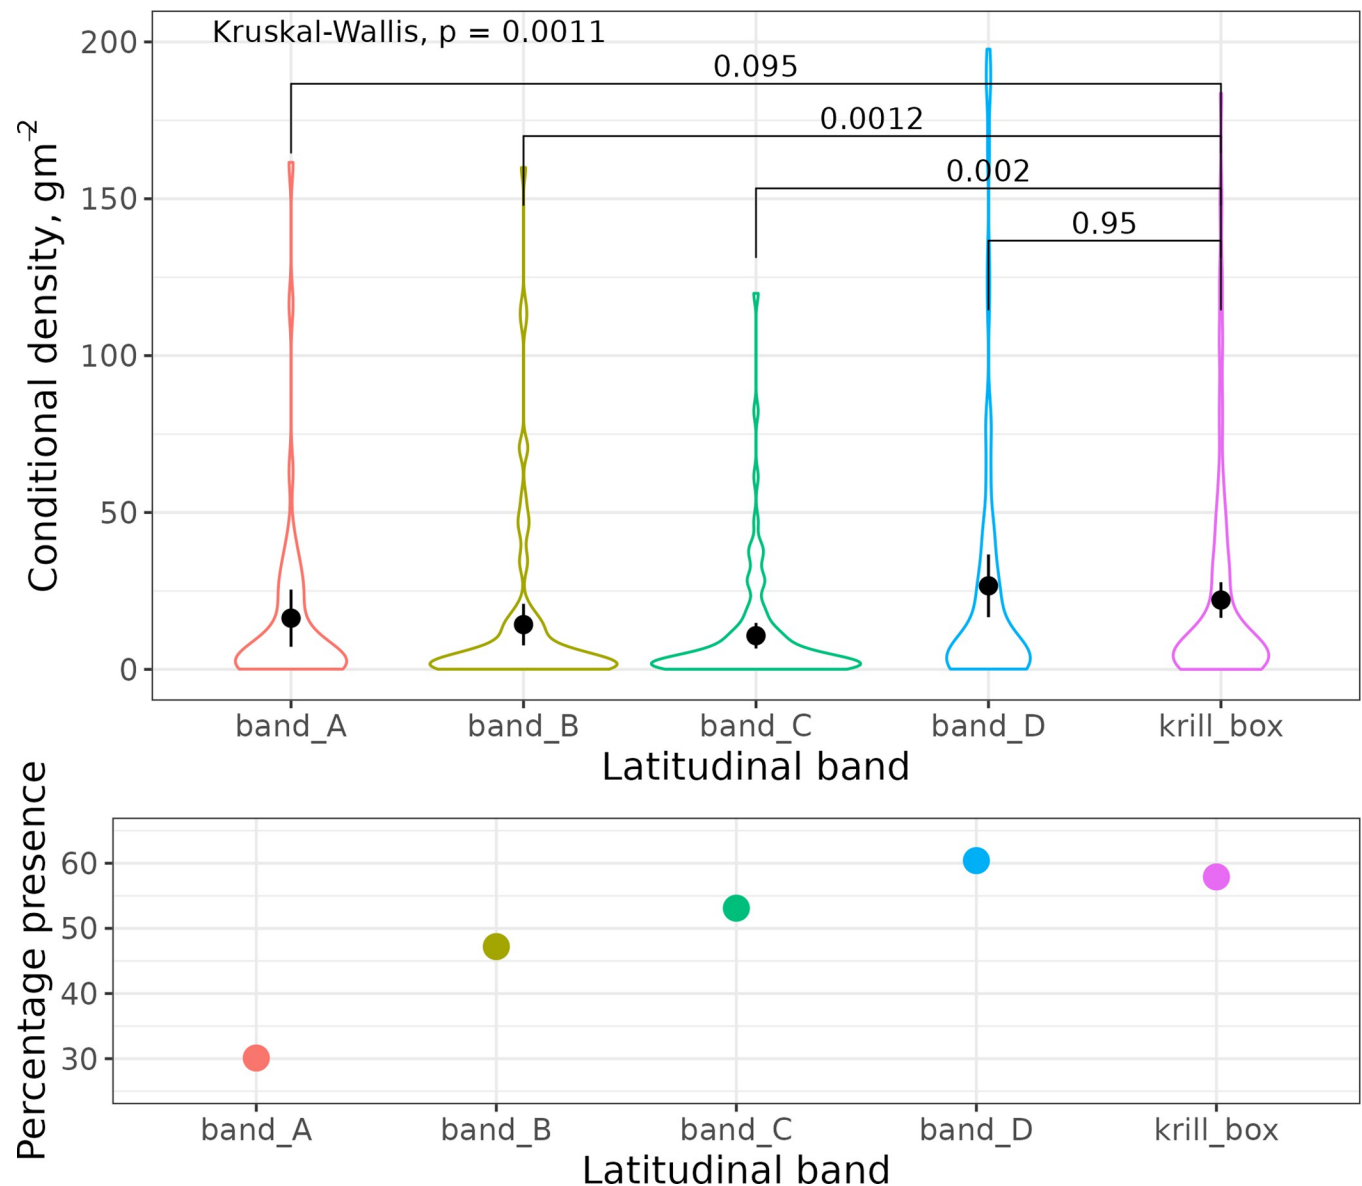 Kruskal-Wallis, p = 0.0011
0.095
0.0012
0.002
0.95
Conditional density, gm⁻²
200
150
100
50
0
band_A band_B band_C band_D krill_box
Latitudinal band
Percentage presence
60
50
40
30
band_A band_B band_C band_D krill_box
Latitudinal band